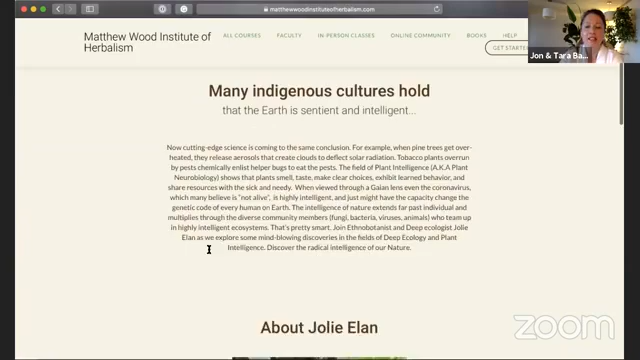 matthewwoodinstituteofherbalism.com
Matthew Wood Institute of
Herbalism
ALL COURSES FACULTY IN-PERSON CLASSES ONLINE COMMUNITY BOOKS HELP
GET STARTE
Jon & Tara Ba...
Many indigenous cultures hold
that the Earth is sentient and intelligent...
Now cutting-edge science is coming to the same conclusion. For example, when pine trees get over-
heated, they release aerosols that create clouds to deflect solar radiation. Tobacco plants overrun
by pests chemically enlist helper bugs to eat the pests. The field of Plant Intelligence (A.K.A Plant
Neurobiology) shows that plants smell, taste, make clear choices, exhibit learned behavior, and
share resources with the sick and needy. When viewed through a Gaian lens even the coronavirus,
which many believe is "not alive", is highly intelligent, and just might have the capacity change the
genetic code of every human on Earth. The intelligence of nature extends far past individual and
multiplies through the diverse community members (fungi, bacteria, viruses, animals) who team up
in highly intelligent ecosystems. That's pretty smart. Join Ethnobotanist and Deep ecologist Jolie
Elan as we explore some mind-blowing discoveries in the fields of Deep Ecology and Plant
Intelligence. Discover the radical intelligence of our Nature.
zoom
About Jolie Elan